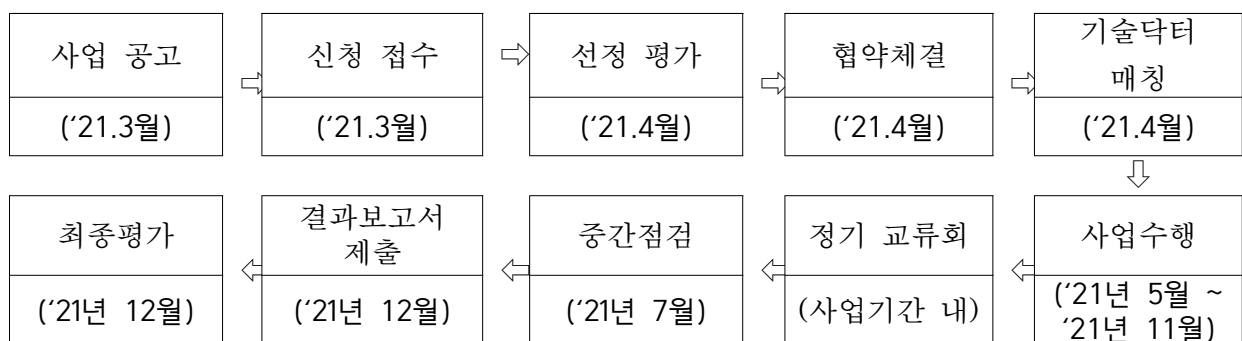 사업 공고
(‘21.3월)
신청 접수
(‘21.3월)
선정 평가
(‘21.4월)
협약체결
(‘21.4월)
기술닥터
매칭
(‘21.4월)
사업수행
(‘21년 5월 ~
‘21년 11월)
정기 교류회
(사업기간 내)
중간점검
(‘21년 7월)
결과보고서
제출
(‘21년 12월)
최종평가
(‘21년 12월)